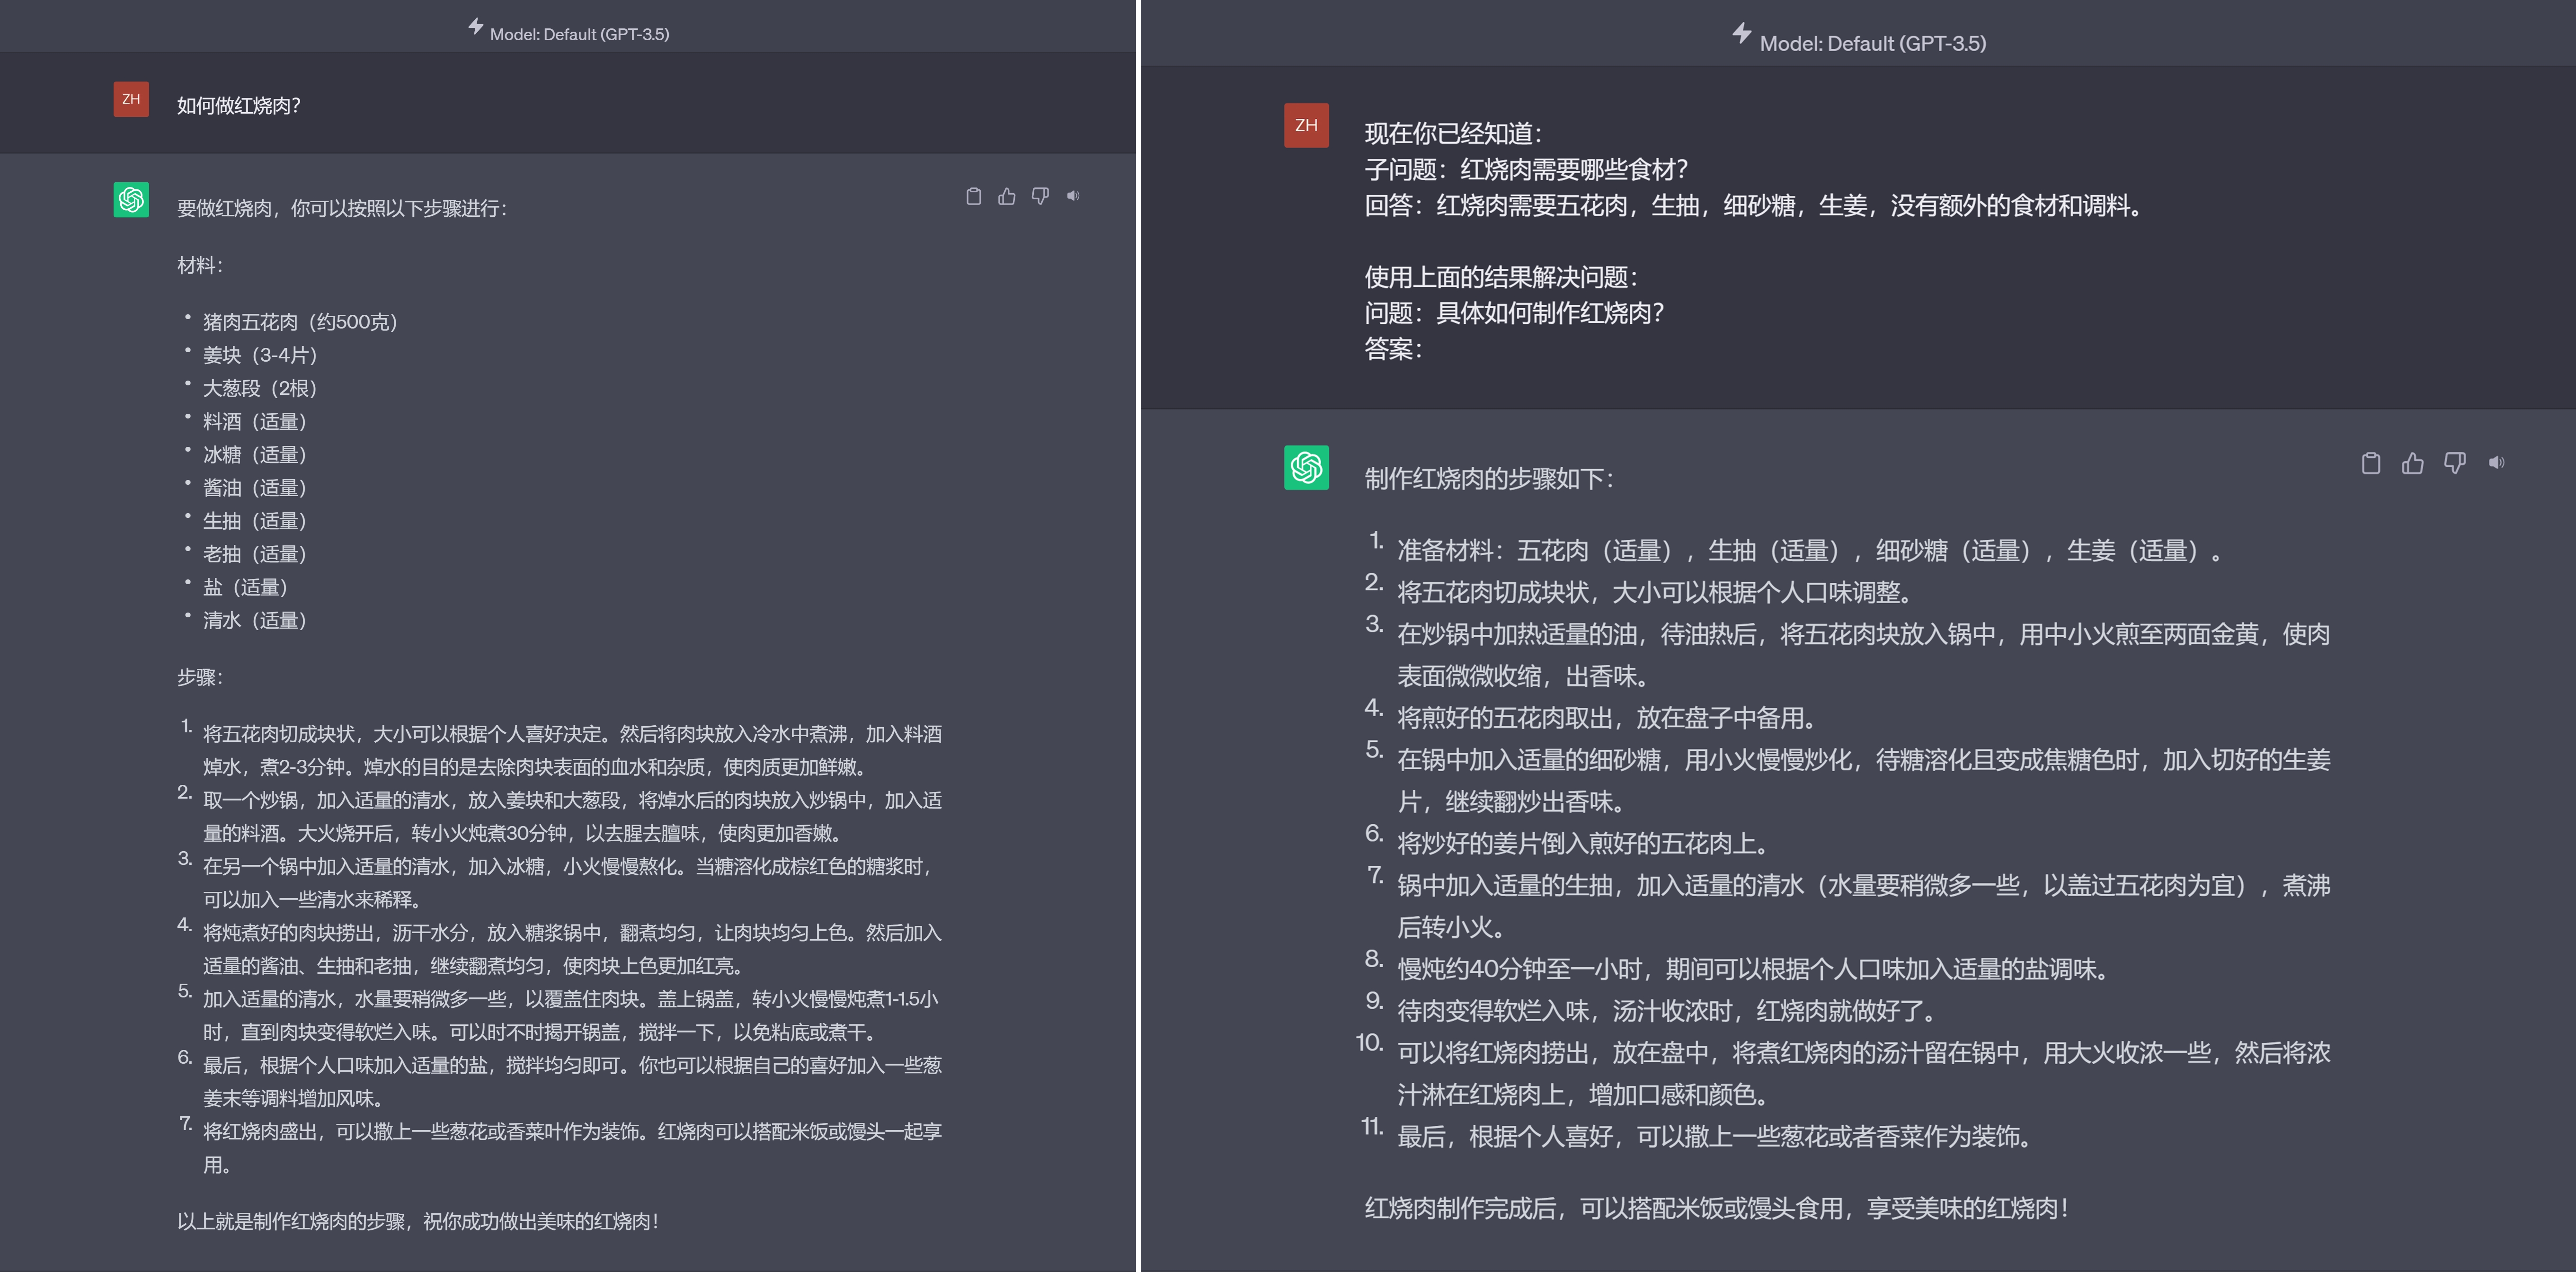 Model: Default (GPT-3.5)
ZH
如何做红烧肉？
要做红烧肉，你可以按照以下步骤进行：
材料：
• 猪肉五花肉（约500克）
• 姜块（3-4片）
• 大葱段（2根）
• 料酒（适量）
• 冰糖（适量）
• 酱油（适量）
• 生抽（适量）
• 老抽（适量）
• 盐（适量）
• 清水（适量）
步骤：
1. 将五花肉切成块状，大小可以根据个人喜好决定。然后将肉块放入冷水中煮沸，加入料酒
焯水，煮2-3分钟。焯水的目的是去除肉块表面的血水和杂质，使肉质更加鲜嫩。
2. 取一个炒锅，加入适量的清水，放入姜块和大葱段，将焯水后的肉块放入炒锅中，加入适
量的料酒。大火烧开后，转小火炖煮30分钟，以去腥去膻味，使肉更加香嫩。
3. 在另一个锅中加入适量的清水，加入冰糖，小火慢慢熬化。当糖溶化成棕红色的糖浆时，
可以加入一些清水来稀释。
4. 将炖煮好的肉块捞出，沥干水分，放入糖浆锅中，翻煮均匀，让肉块均匀上色。然后加入
适量的酱油、生抽和老抽，继续翻煮均匀，使肉块上色更加红亮。
5. 加入适量的清水，水量要稍微多一些，以覆盖住肉块。盖上锅盖，转小火慢慢炖煮1-1.5小
时，直到肉块变得软烂入味。可以时不时揭开锅盖，搅拌一下，以免粘底或煮干。
6. 最后，根据个人口味加入适量的盐，搅拌均匀即可。你也可以根据自己的喜好加入一些葱
姜末等调料增加风味。
7. 将红烧肉盛出，可以撒上一些葱花或香菜叶作为装饰。红烧肉可以搭配米饭或馒头一起享
用。
以上就是制作红烧肉的步骤，祝你成功做出美味的红烧肉！
Model: Default (GPT-3.5)
ZH
现在你已经知道：
子问题：红烧肉需要哪些食材？
回答：红烧肉需要五花肉，生抽，细砂糖，生姜，没有额外的食材和调料。
使用上面的结果解决问题：
问题：具体如何制作红烧肉？
答案：
制作红烧肉的步骤如下：
1. 准备材料：五花肉（适量），生抽（适量），细砂糖（适量），生姜（适量）。
2. 将五花肉切成块状，大小可以根据个人口味调整。
3. 在炒锅中加热适量的油，待油热后，将五花肉块放入锅中，用中小火煎至两面金黄，使肉
表面微微收缩，出香味。
4. 将煎好的五花肉取出，放在盘子中备用。
5. 在锅中加入适量的细砂糖，用小火慢慢炒化，待糖溶化且变成焦糖色时，加入切好的生姜
片，继续翻炒出香味。
6. 将炒好的姜片倒入煎好的五花肉上。
7. 锅中加入适量的生抽，加入适量的清水（水量要稍微多一些，以盖过五花肉为宜），煮沸
后转小火。
8. 慢炖约40分钟至一小时，期间可以根据个人口味加入适量的盐调味。
9. 待肉变得软烂入味，汤汁收浓时，红烧肉就做好了。
10. 可以将红烧肉捞出，放在盘中，将煮红烧肉的汤汁留在锅中，用大火收浓一些，然后将浓
汁淋在红烧肉上，增加口感和颜色。
11. 最后，根据个人喜好，可以撒上一些葱花或者香菜作为装饰。
红烧肉制作完成后，可以搭配米饭或馒头食用，享受美味的红烧肉！